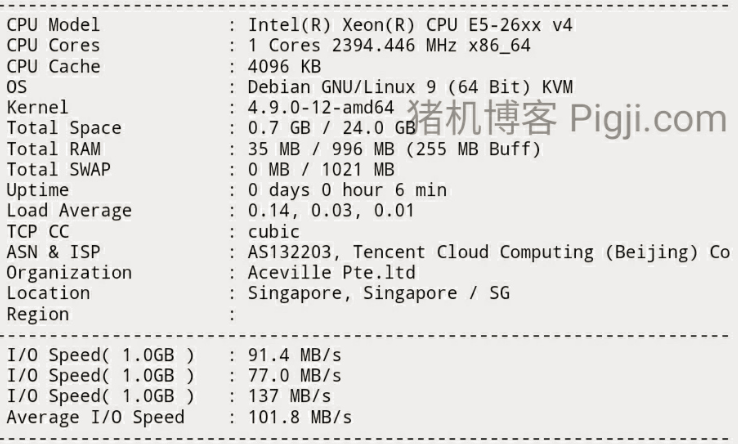 CPU Model : Intel(R) Xeon(R) CPU E5-26xx v4
CPU Cores : 1 Cores 2394.446 MHz x86_64
CPU Cache : 4096 KB
OS : Debian GNU/Linux 9 (64 Bit) KVM
Kernel : 4.9.0-12-amd64
猪机博客 Pigji.com
Total Space : 0.7 GB / 24.0 GB
Total RAM : 35 MB / 996 MB (255 MB Buff)
Total SWAP : 0 MB / 1021 MB
Uptime : 0 days 0 hour 6 min
Load Average : 0.14, 0.03, 0.01
TCP CC : cubic
ASN & ISP : AS132203, Tencent Cloud Computing (Beijing) Co
Organization : Aceville Pte.ltd
Location : Singapore, Singapore / SG
Region :
I/O Speed( 1.0GB ) : 91.4 MB/s
I/O Speed( 1.0GB ) : 77.0 MB/s
I/O Speed( 1.0GB ) : 137 MB/s
Average I/O Speed : 101.8 MB/s